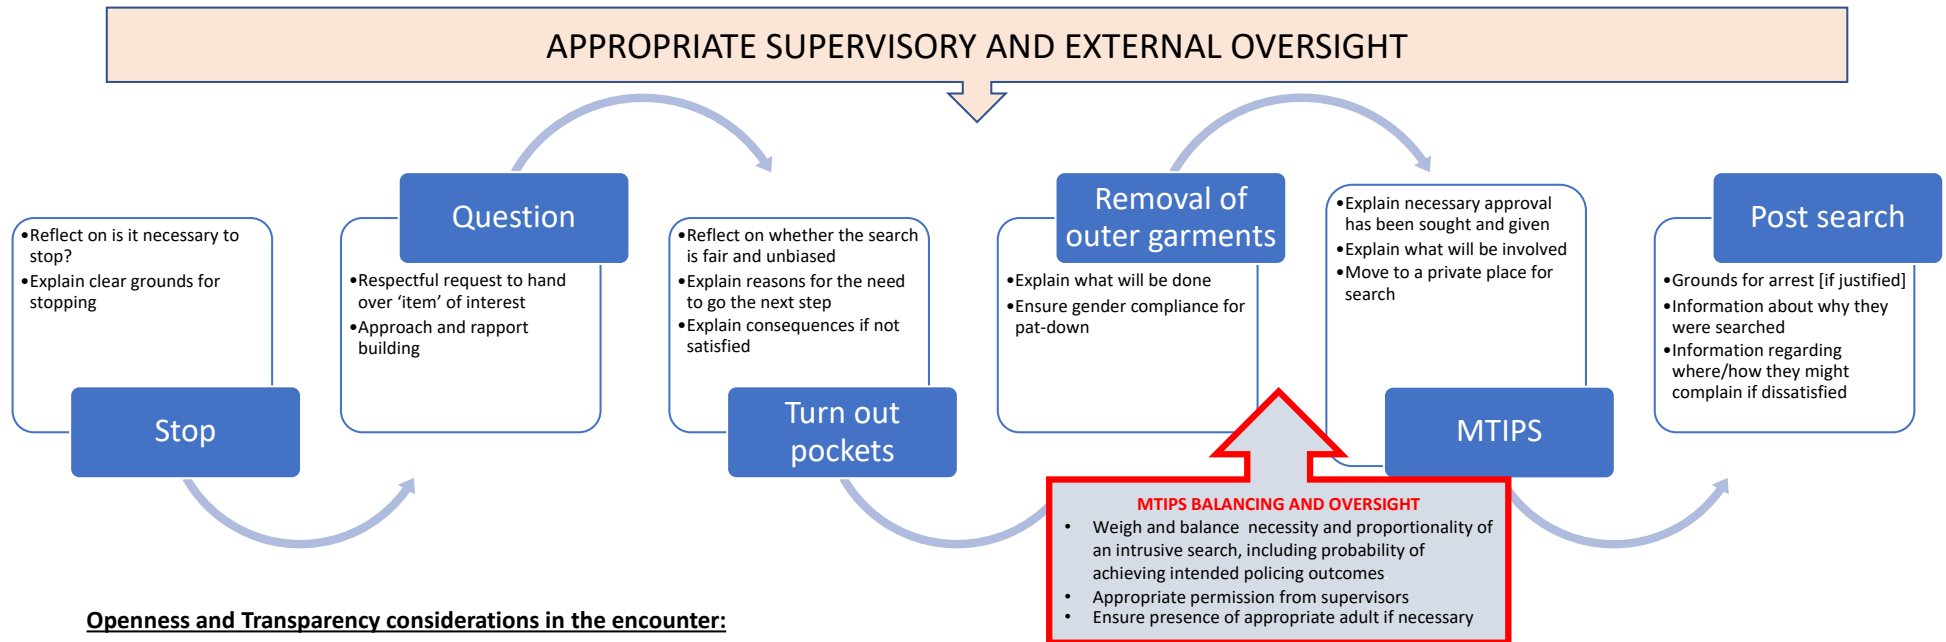 APPROPRIATE SUPERVISORY AND EXTERNAL OVERSIGHT
•Reflect on is it necessary to
stop?
•Explain clear grounds for
stopping
Stop
Question
•Respectful request to hand
over ‘item’ of interest
•Approach and rapport
building
•Reflect on whether the search
is fair and unbiased
•Explain reasons for the need
to go the next step
•Explain consequences if not
satisfied
Turn out
pockets
Removal of
outer garments
•Explain what will be done
•Ensure gender compliance for
pat-down
•Explain necessary approval
has been sought and given
•Explain what will be involved
•Move to a private place for
search
MTIPS
Post search
•Grounds for arrest [if justified]
•Information about why they
were searched
•Information regarding
where/how they might
complain if dissatisfied
MTIPS BALANCING AND OVERSIGHT
• Weigh and balance necessity and proportionality of
an intrusive search, including probability of
achieving intended policing outcomes
• Appropriate permission from supervisors
• Ensure presence of appropriate adult if necessary
Openness and Transparency considerations in the encounter: